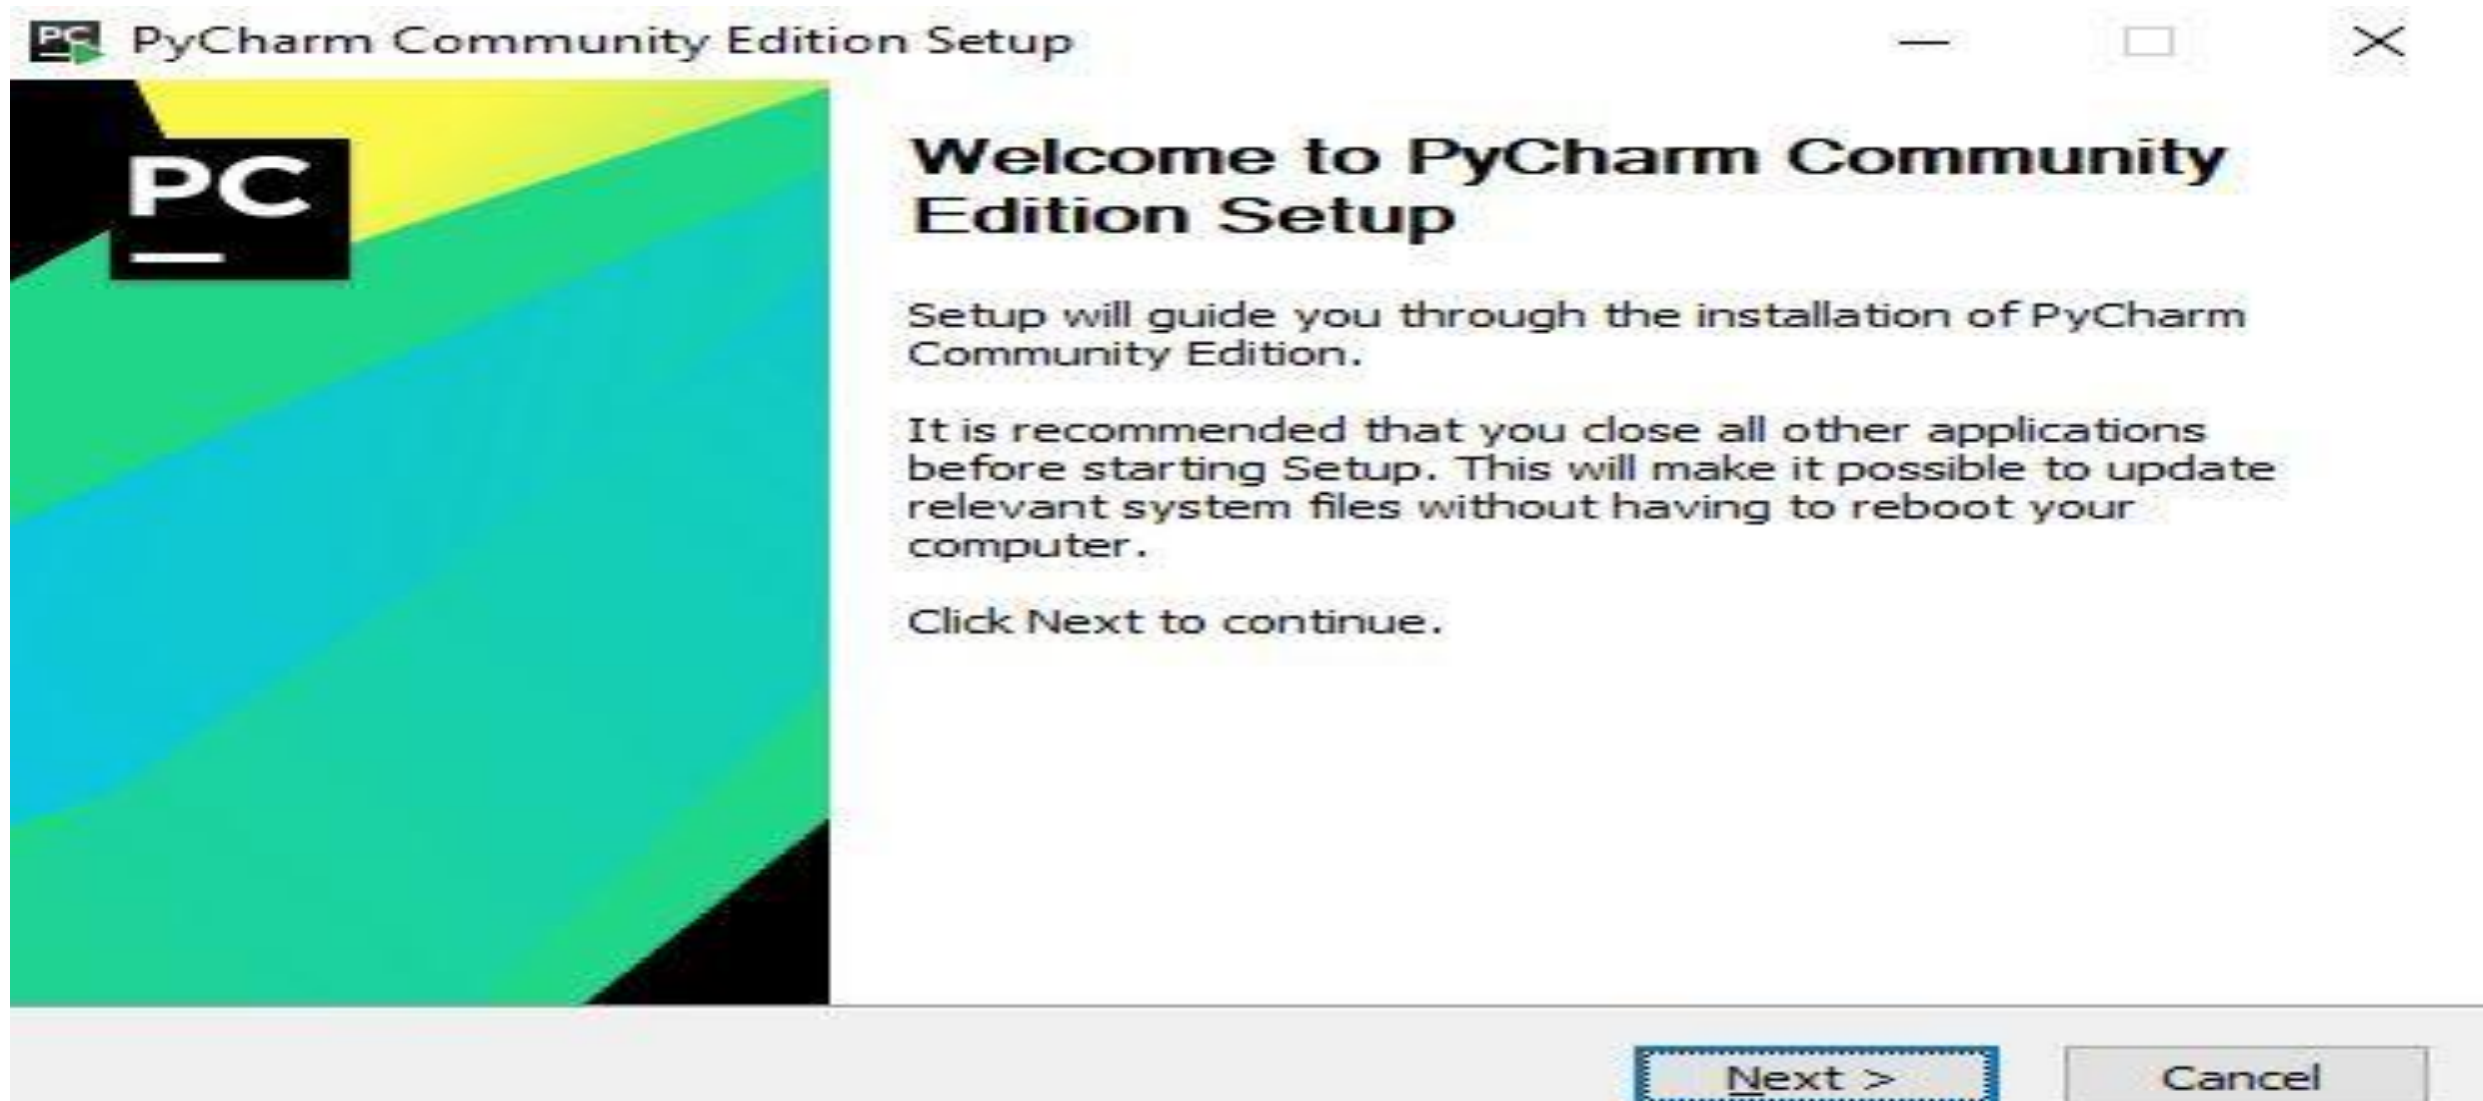 PyCharm Community Edition Setup
PC
Welcome to PyCharm Community
Edition Setup
Setup will guide you through the installation of PyCharm
Community Edition.
It is recommended that you close all other applications
before starting Setup. This will make it possible to update
relevant system files without having to reboot your
computer.
Click Next to continue.
Next >
Cancel